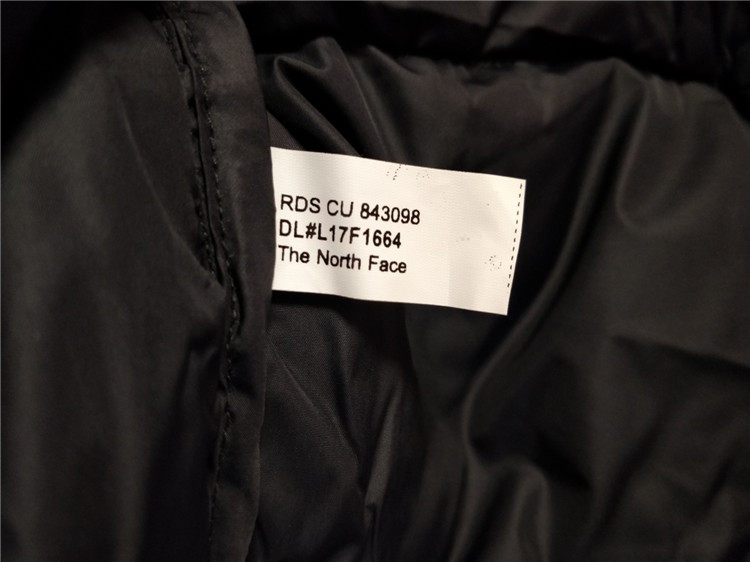 RDS CU 843098
DL#L17F1664
The North Face